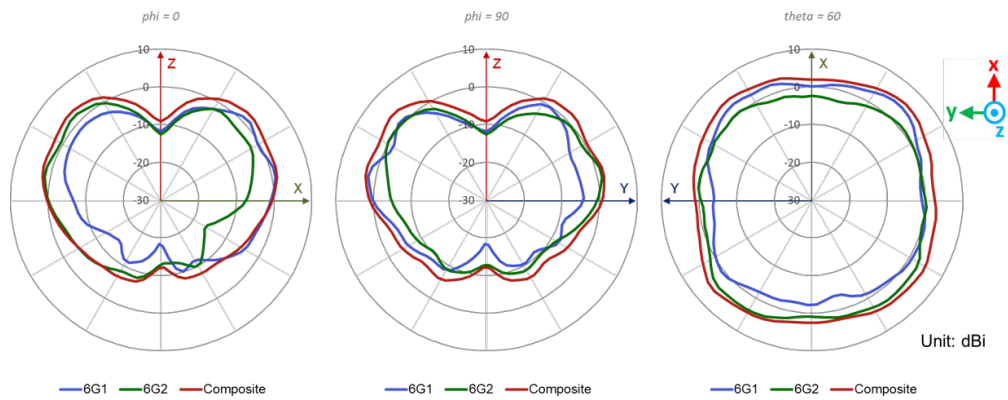 phi = 0
phi = 90
theta = 60
10
0
-10
-20
-30
Z
X
10
0
-10
-20
-30
Z
Y
10
0
-10
-20
-30
X
Y
x
y
z
Unit: dBi
6G1 6G2 Composite
6G1 6G2 Composite
6G1 6G2 Composite